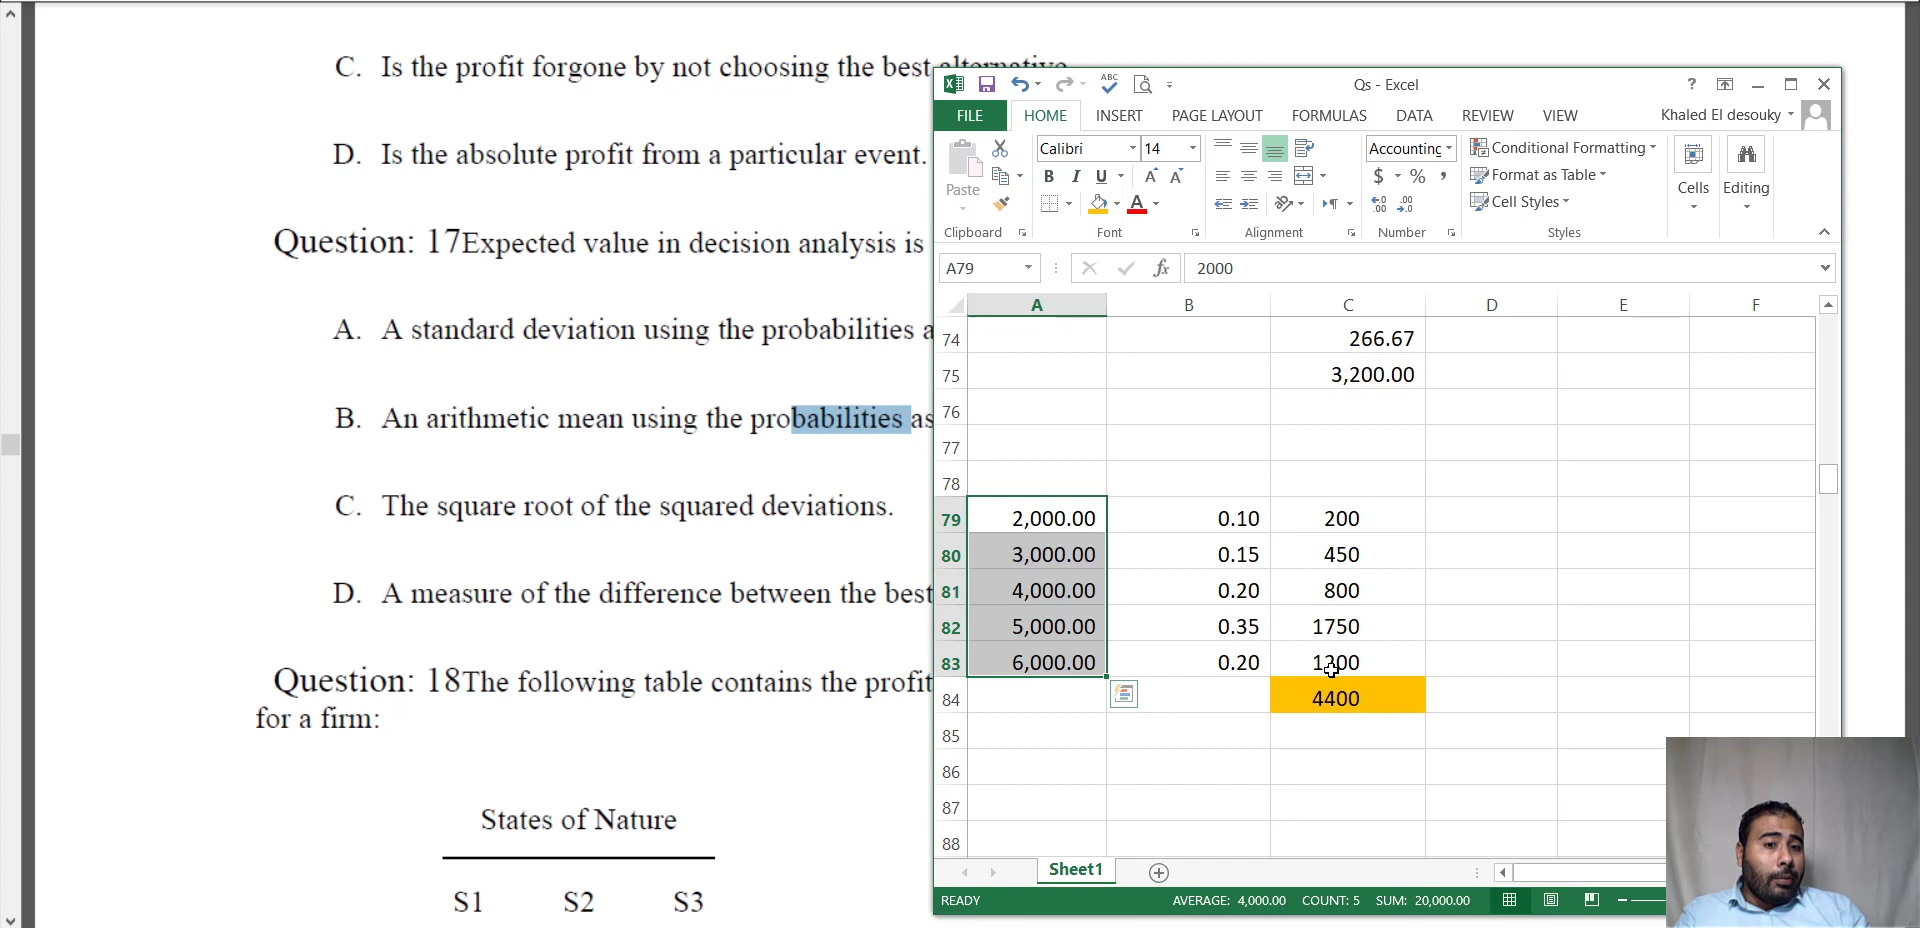 C. Is the profit forgone by not choosing the best alternative
D. Is the absolute profit from a particular event.
Question: 17Expected value in decision analysis is
A. A standard deviation using the probabilities a
B. An arithmetic mean using the probabilities as
C. The square root of the squared deviations.
D. A measure of the difference between the best
Question: 18The following table contains the profit
for a firm:
States of Nature
S1 S2 S3
ABC
Qs - Excel
?
FILE HOME INSERT PAGE LAYOUT FORMULAS DATA REVIEW VIEW Khaled El desouky
Paste
Calibri 14
B I U A A
A
Accounting
$ % ,
.0 .00
.00 .0
Conditional Formatting
Format as Table
Cell Styles
Cells
Editing
Clipboard Font Alignment Number Styles
A79 fx 2000
A B C D E F
74 266.67
75 3,200.00
76
77
78
79 2,000.00 0.10 200
80 3,000.00 0.15 450
81 4,000.00 0.20 800
82 5,000.00 0.35 1750
83 6,000.00 0.20 1200
84 4400
85
86
87
88
Sheet1
READY AVERAGE: 4,000.00 COUNT: 5 SUM: 20,000.00